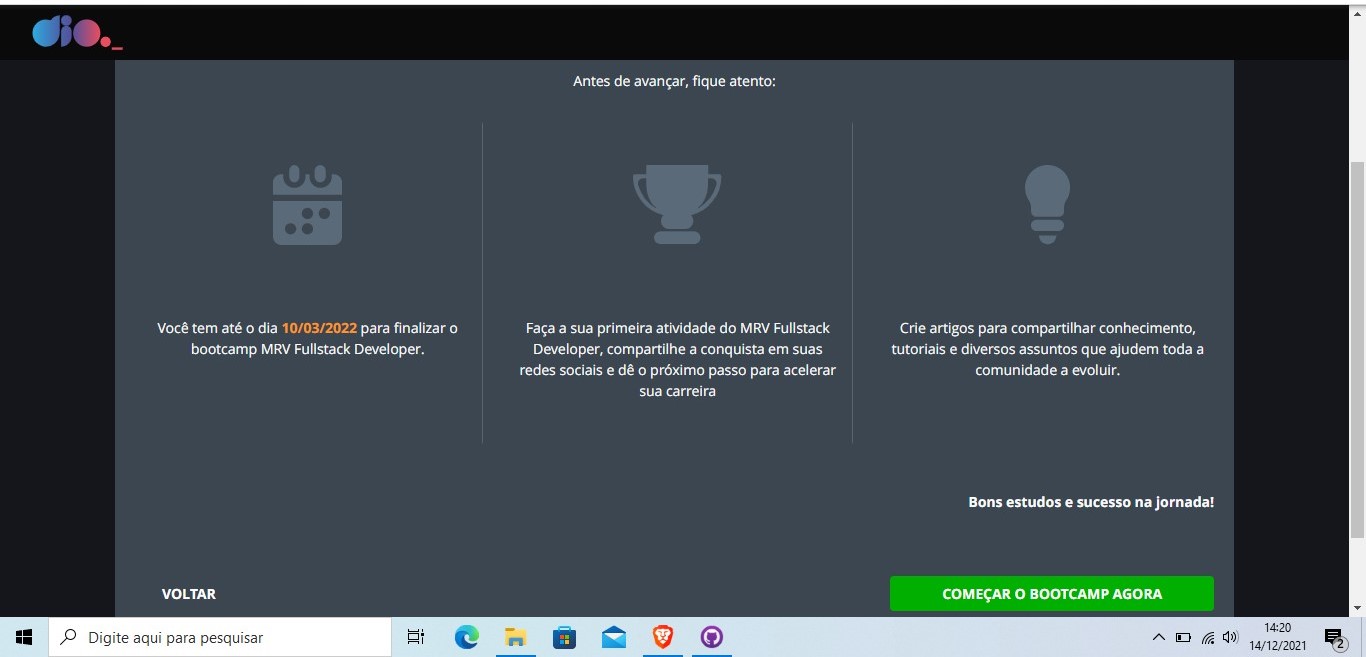 dio._
Antes de avançar, fique atento:
Você tem até o dia 10/03/2022 para finalizar o
bootcamp MRV Fullstack Developer.
Faça a sua primeira atividade do MRV Fullstack
Developer, compartilhe a conquista em suas
redes sociais e dê o próximo passo para acelerar
sua carreira
Crie artigos para compartilhar conhecimento,
tutoriais e diversos assuntos que ajudem toda a
comunidade a evoluir.
Bons estudos e sucesso na jornada!
VOLTAR
COMEÇAR O BOOTCAMP AGORA
Digite aqui para pesquisar
14:20
14/12/2021
2